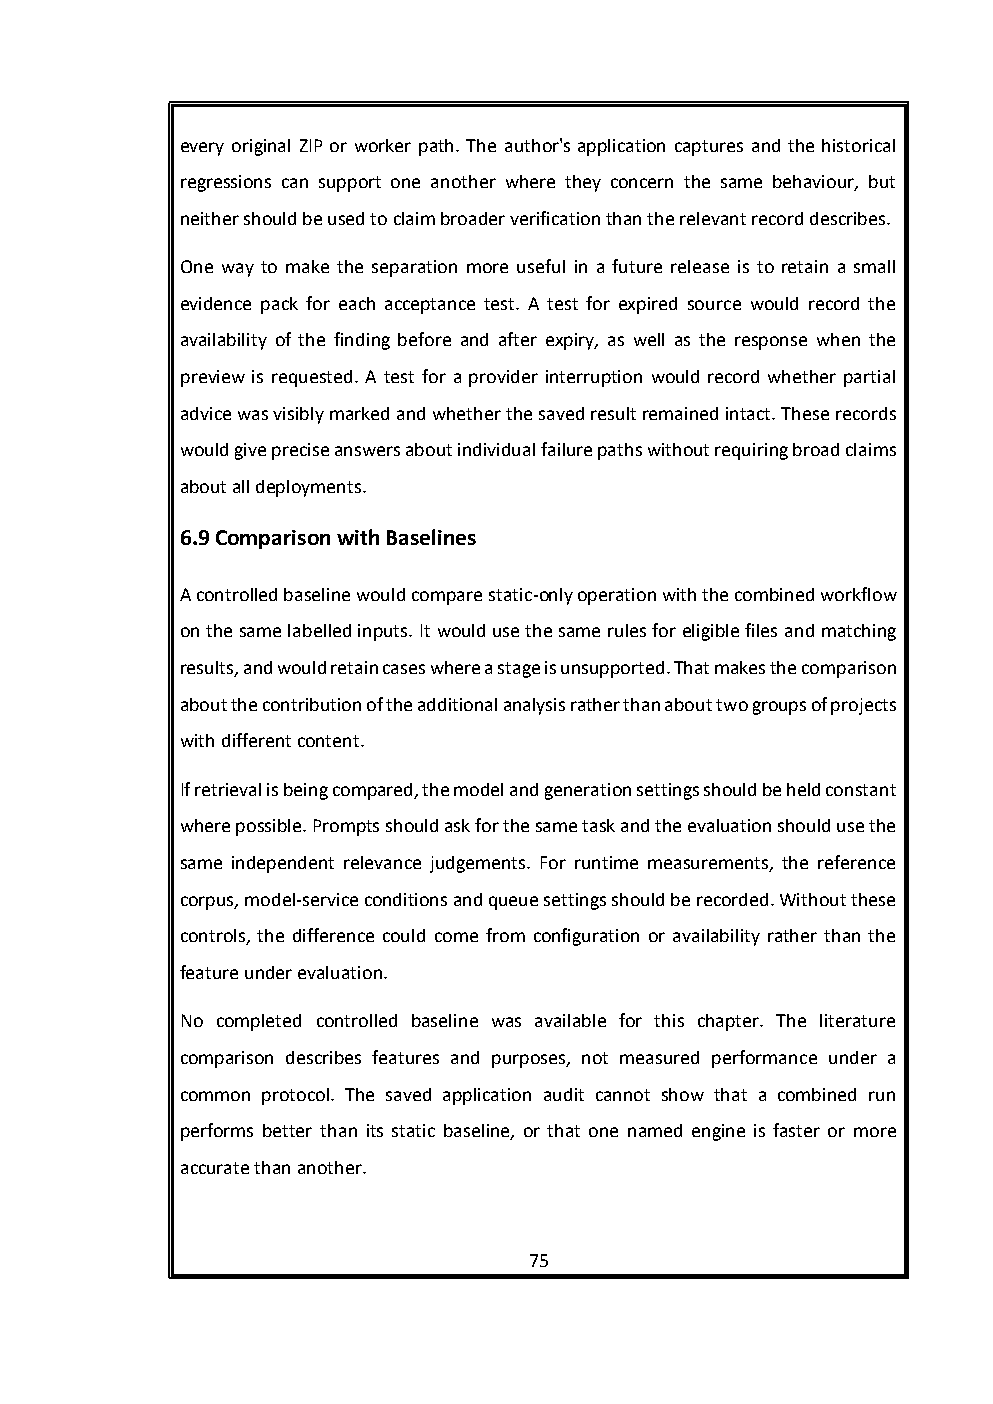 every original ZIP or worker path. The author's application captures and the historical
regressions can support one another where they concern the same behaviour, but
neither should be used to claim broader verification than the relevant record describes.
One way to make the separation more useful in a future release is to retain a small
evidence pack for each acceptance test. A test for expired source would record the
availability of the finding before and after expiry, as well as the response when the
preview is requested. A test for a provider interruption would record whether partial
advice was visibly marked and whether the saved result remained intact. These records
would give precise answers about individual failure paths without requiring broad claims
about all deployments.
6.9 Comparison with Baselines
A controlled baseline would compare static-only operation with the combined workflow
on the same labelled inputs. It would use the same rules for eligible files and matching
results, and would retain cases where a stage is unsupported. That makes the comparison
about the contribution of the additional analysis rather than about two groups of projects
with different content.
If retrieval is being compared, the model and generation settings should be held constant
where possible. Prompts should ask for the same task and the evaluation should use the
same independent relevance judgements. For runtime measurements, the reference
corpus, model-service conditions and queue settings should be recorded. Without these
controls, the difference could come from configuration or availability rather than the
feature under evaluation.
No completed controlled baseline was available for this chapter. The literature
comparison describes features and purposes, not measured performance under a
common protocol. The saved application audit cannot show that a combined run
performs better than its static baseline, or that one named engine is faster or more
accurate than another.
75